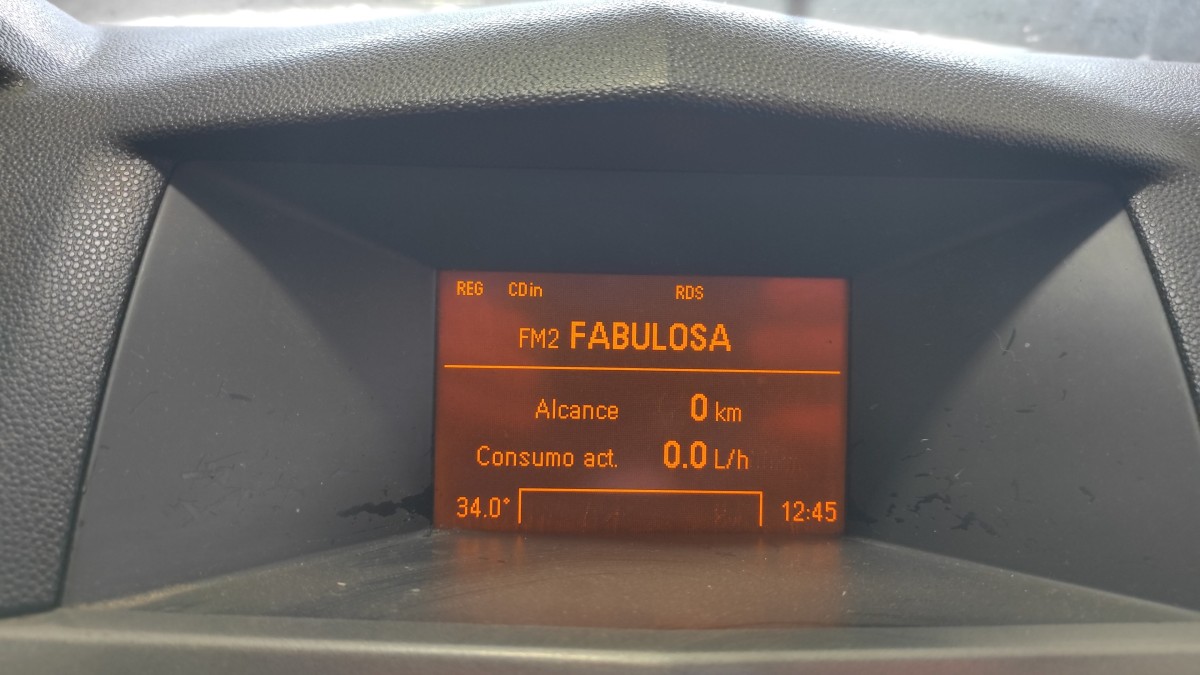 REG CDin RDS
FM2 FABULOSA
Alcance 0 km
Consumo act. 0.0 L/h
34.0° 12:45